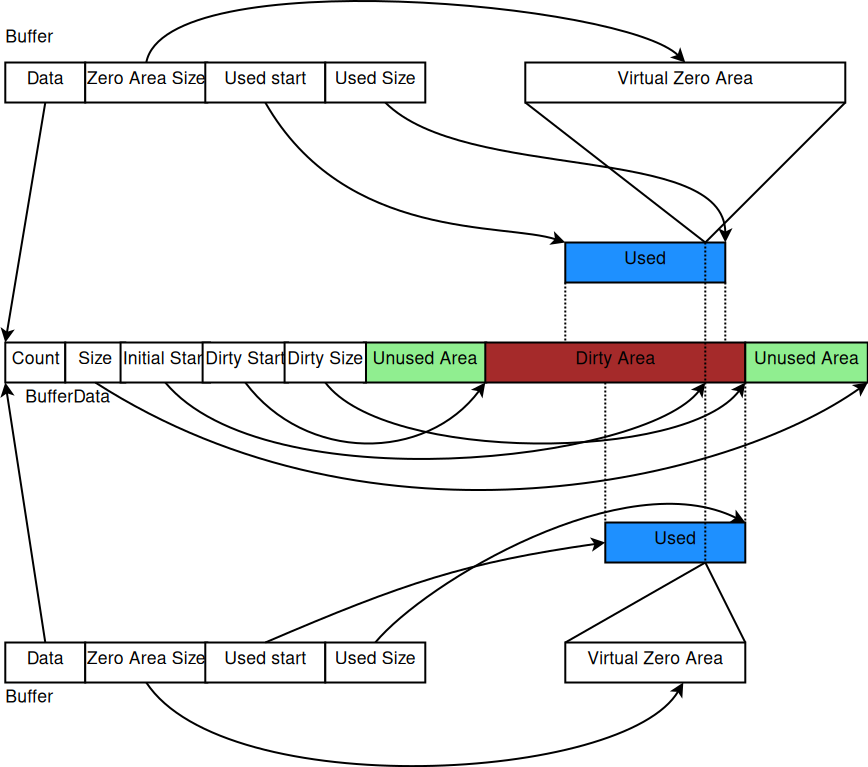 Buffer
Data Zero Area Size Used start Used Size Virtual Zero Area
Used
Count Size Initial Star Dirty Start Dirty Size Unused Area Dirty Area Unused Area
BufferData
Used
Data Zero Area Size Used start Used Size Virtual Zero Area
Buffer